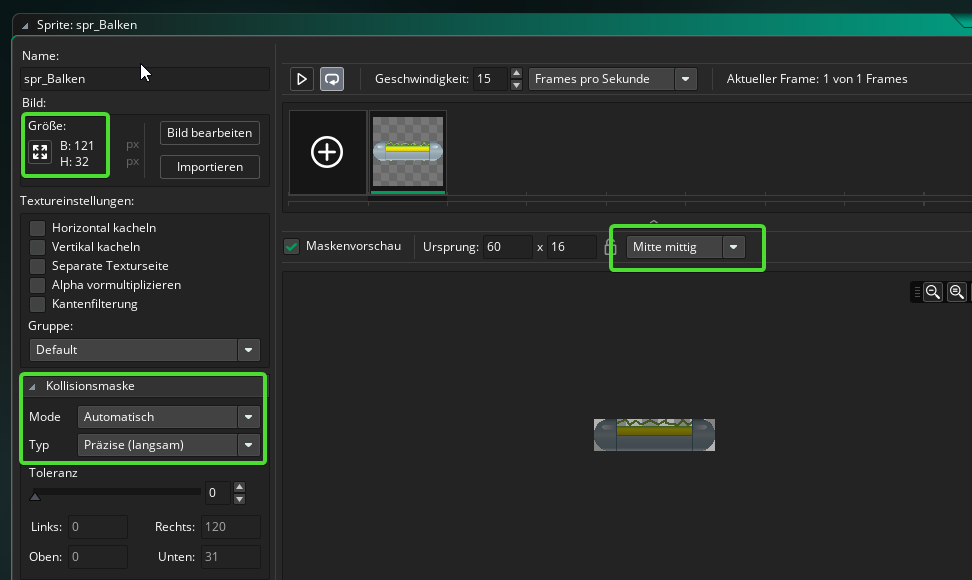 Sprite: spr_Balken
Name:
spr_Balken
Bild:
Größe:
B: 121 px
H: 32 px
Bild bearbeiten
Importieren
Textureinstellungen:
Horizontal kacheln
Vertikal kacheln
Separate Texturseite
Alpha vormultiplizieren
Kantenfilterung
Gruppe:
Default
Kollisionsmaske
Mode Automatisch
Typ Präzise (langsam)
Toleranz
0
Links: 0 Rechts: 120
Oben: 0 Unten: 31
Geschwindigkeit: 15 Frames pro Sekunde Aktueller Frame: 1 von 1 Frames
Maskenvorschau Ursprung: 60 x 16 Mitte mittig